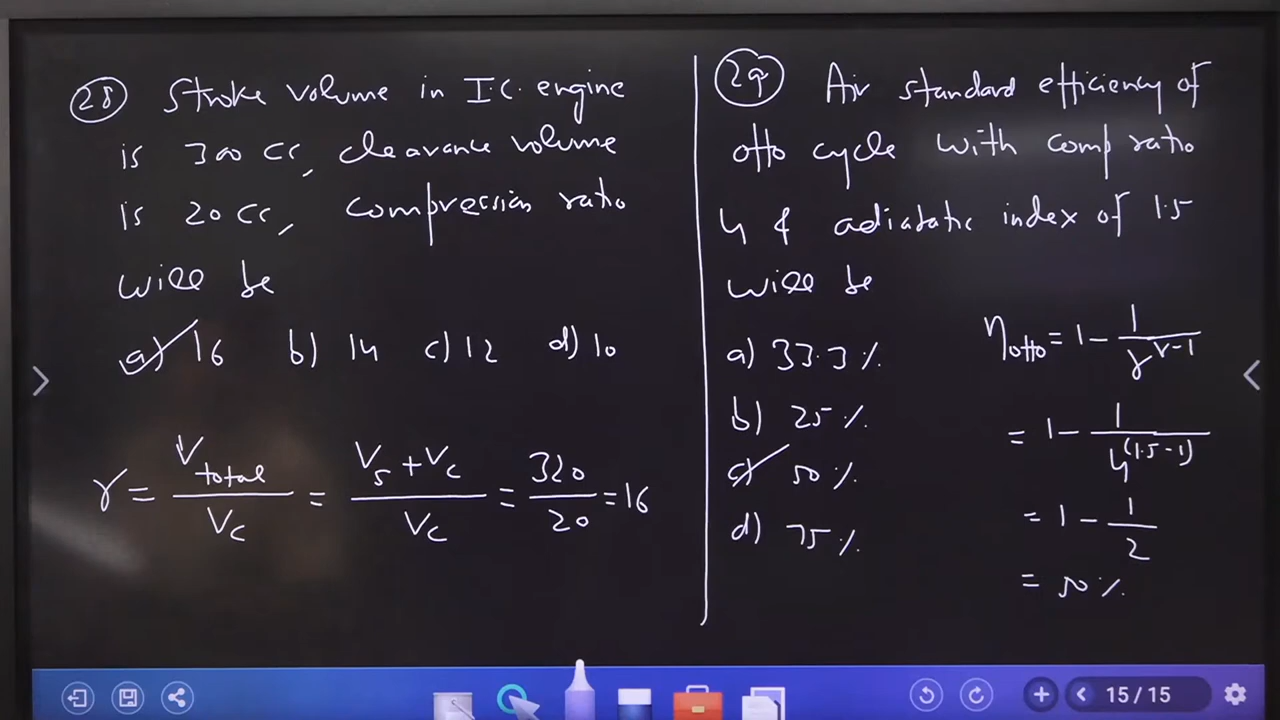 28 Stroke volume in I.C. engine
is 300 cc, clearance volume
is 20 cc, compression ratio
will be
a) 16 b) 14 c) 12 d) 10
r = V total / Vc = Vs + Vc / Vc = 320 / 20 = 16
29 Air standard efficiency of
otto cycle with comp ratio
4 & adiabatic index of 1.5
will be
a) 33.3 %
b) 25 %
c) 50 %
d) 75 %
η otto = 1 - 1 / r^(γ-1)
= 1 - 1 / 4^(1.5-1)
= 1 - 1 / 2
= 50 %
15 / 15